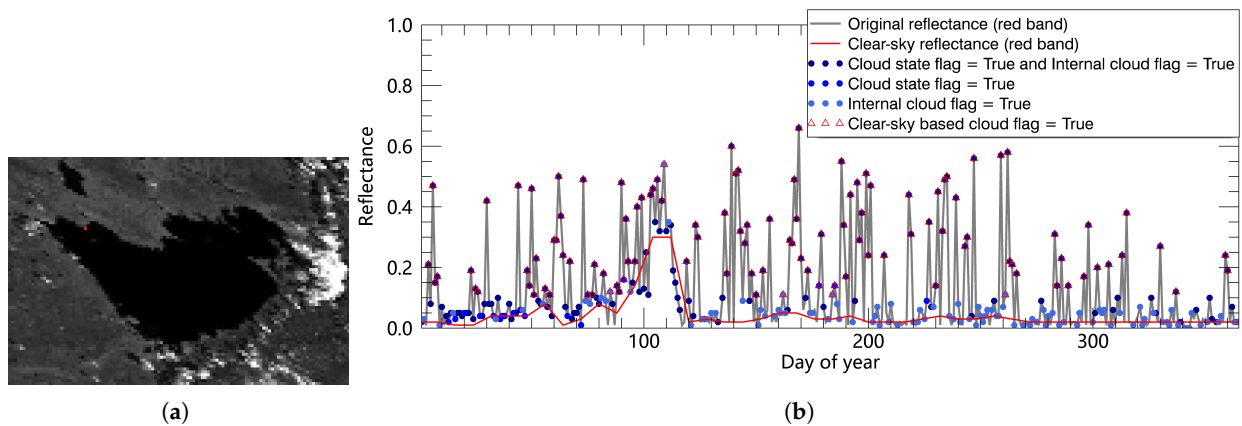 1.0
0.8
0.6
0.4
0.2
0.0
Reflectance
100
200
300
Day of year
Original reflectance (red band)
Clear-sky reflectance (red band)
Cloud state flag = True and Internal cloud flag = True
Cloud state flag = True
Internal cloud flag = True
Clear-sky based cloud flag = True
(a)
(b)